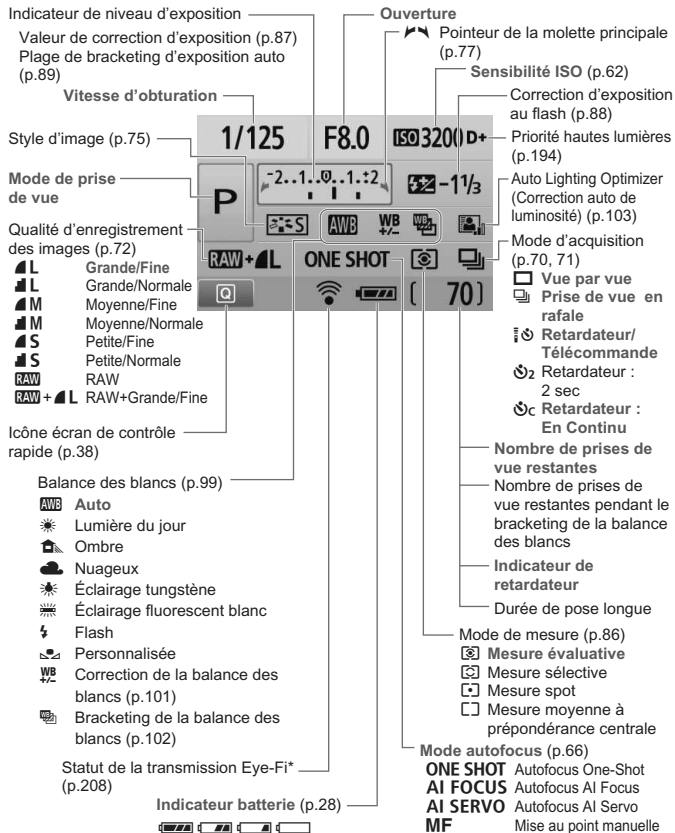 Indicateur de niveau d'exposition
Valeur de correction d'exposition (p.87)
Plage de bracketing d'exposition auto
(p.89)
Vitesse d'obturation
Style d'image (p.75)
Mode de prise
de vue
Qualité d'enregistrement
des images (p.72)
L Grande/Fine
L Grande/Normale
M Moyenne/Fine
M Moyenne/Normale
S Petite/Fine
S Petite/Normale
RAW RAW
RAW + L RAW+Grande/Fine
Icône écran de contrôle
rapide (p.38)
Ouverture
Pointeur de la molette principale
(p.77)
Sensibilité ISO (p.62)
Correction d'exposition
au flash (p.88)
Priorité hautes lumières
(p.194)
Auto Lighting Optimizer
(Correction auto de
luminosité) (p.103)
Mode d'acquisition
(p.70, 71)
Vue par vue
Prise de vue en
rafale
Retardateur/
Télécommande
2 Retardateur :
2 sec
c Retardateur :
En Continu
1/125 F8.0 ISO 3200 D+
-2..1..0..1.:2 -1 1/3
P
S AWB WB +/- WB
RAW+L ONE SHOT
Q [ 70]
Nombre de prises de
vue restantes
Nombre de prises de
vue restantes pendant le
bracketing de la balance
des blancs
Indicateur de
retardateur
Durée de pose longue
Balance des blancs (p.99)
AWB Auto
Lumière du jour
Ombre
Nuageux
Éclairage tungstène
Éclairage fluorescent blanc
Flash
Personnalisée
WB +/- Correction de la balance des
blancs (p.101)
WB Bracketing de la balance des
blancs (p.102)
Mode de mesure (p.86)
Mesure évaluative
Mesure sélective
Mesure spot
Mesure moyenne à
prépondérance centrale
Statut de la transmission Eye-Fi*
(p.208)
Indicateur batterie (p.28)
Mode autofocus (p.66)
ONE SHOT Autofocus One-Shot
AI FOCUS Autofocus AI Focus
AI SERVO Autofocus AI Servo
MF Mise au point manuelle